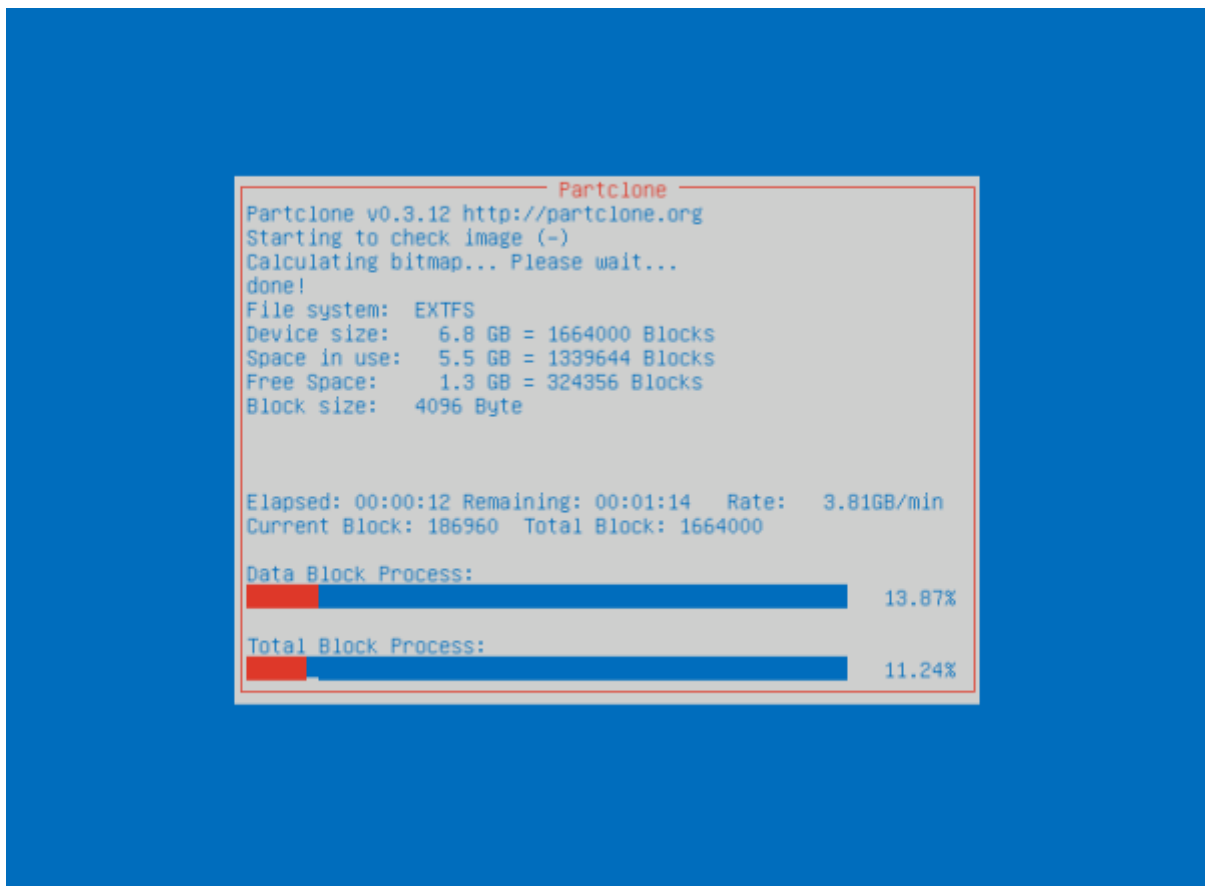 Partclone
Partclone v0.3.12 http://partclone.org
Starting to check image (-)
Calculating bitmap... Please wait...
done!
File system:  EXTFS
Device size:    6.8 GB = 1664000 Blocks
Space in use:   5.5 GB = 1339644 Blocks
Free Space:     1.3 GB = 324356 Blocks
Block size:   4096 Byte
Elapsed: 00:00:12 Remaining: 00:01:14   Rate:   3.81GB/min
Current Block: 186960  Total Block: 1664000
Data Block Process:
13.87%
Total Block Process:
11.24%